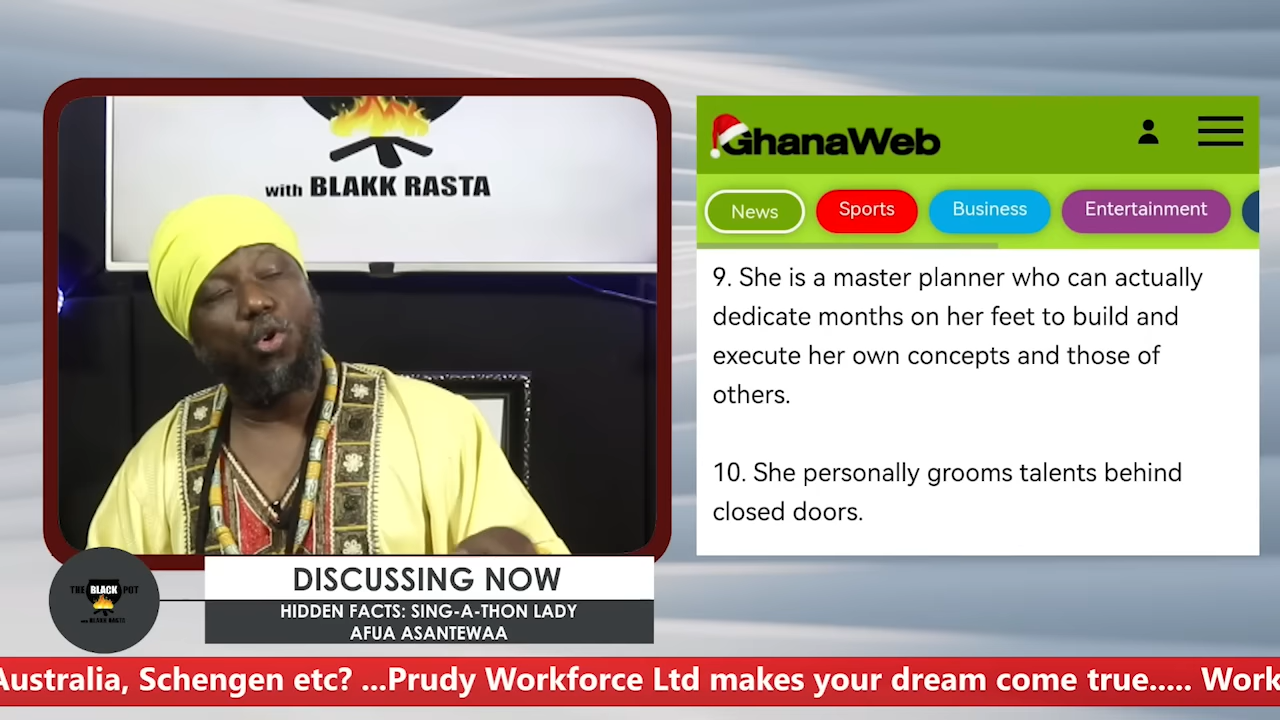 with BLAKK RASTA
GhanaWeb
News
Sports
Business
Entertainment
9. She is a master planner who can actually
dedicate months on her feet to build and
execute her own concepts and those of
others.
10. She personally grooms talents behind
closed doors.
THE BLACK POT
with BLAKK RASTA
DISCUSSING NOW
HIDDEN FACTS: SING-A-THON LADY
AFUA ASANTEWAA
Australia, Schengen etc? ...Prudy Workforce Ltd makes your dream come true..... Work